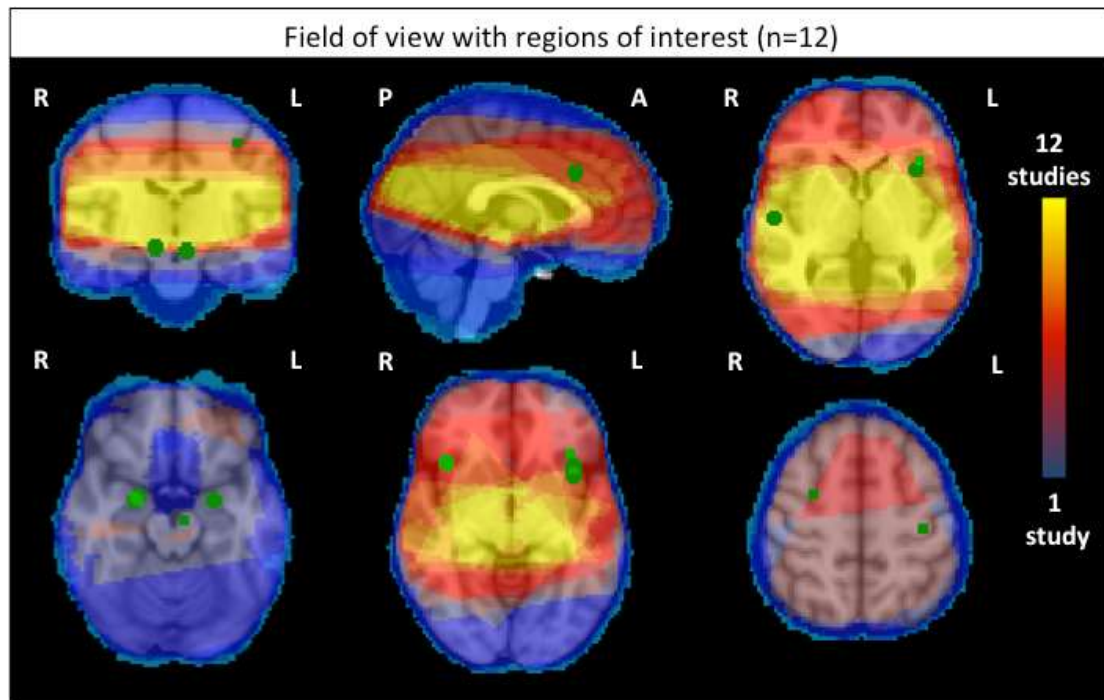 Field of view with regions of interest (n=12)
R L P A R L
12
studies
R L R L R L
1
study